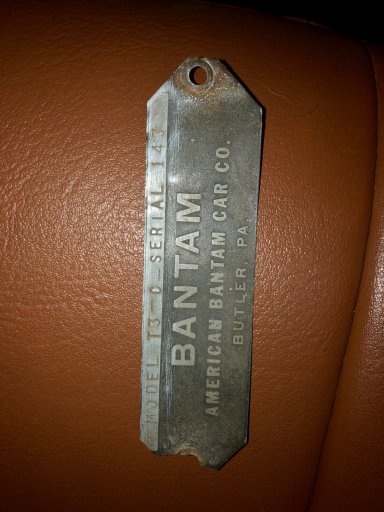 MODEL T3-C SERIAL 143
BANTAM
AMERICAN BANTAM CAR CO.
BUTLER, PA.